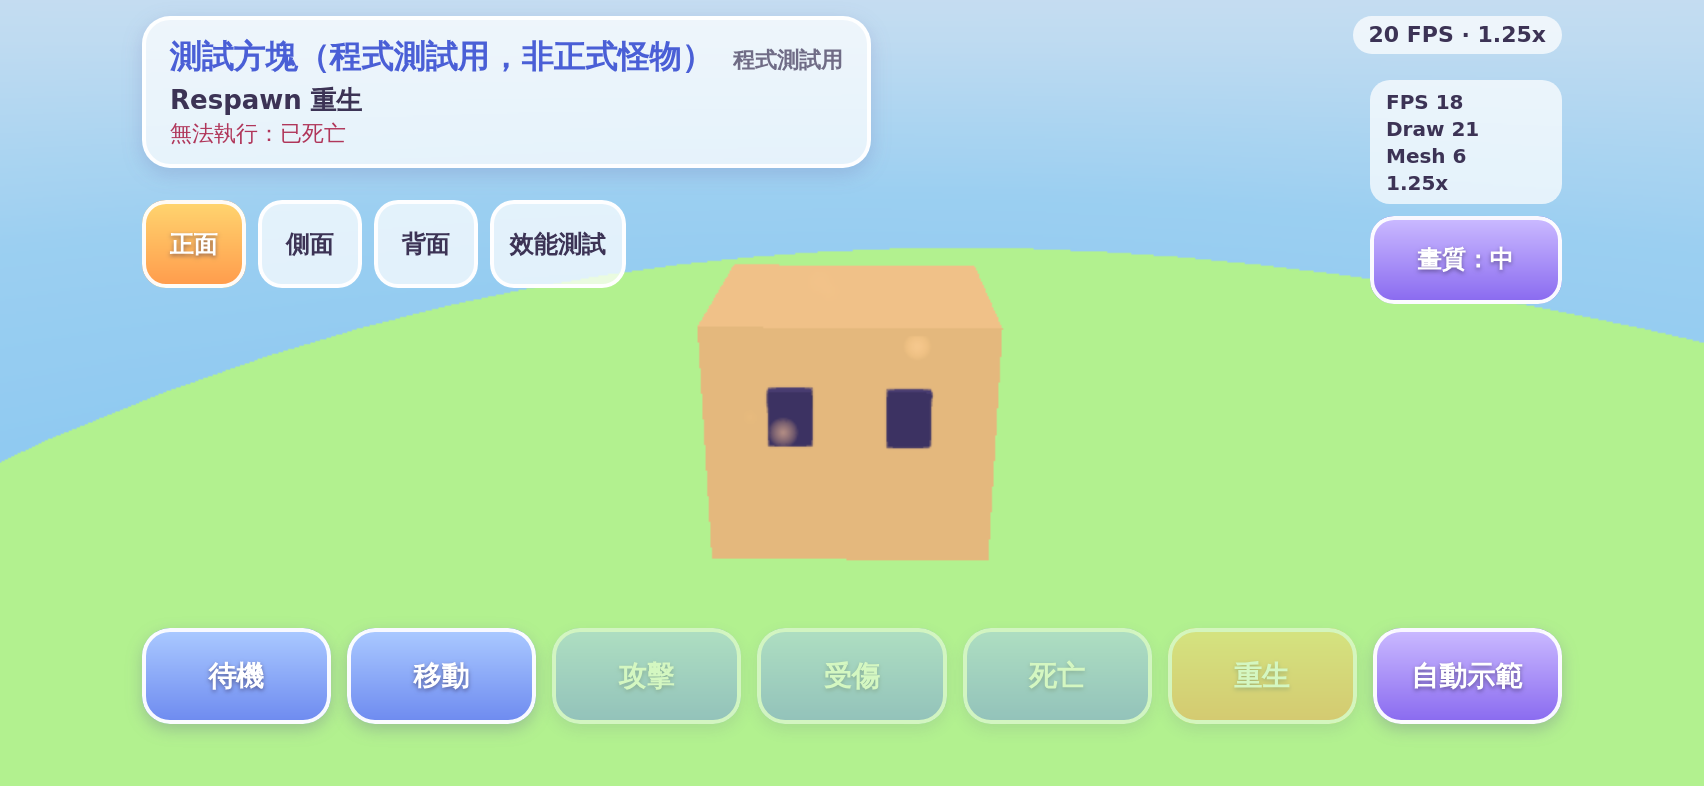 測試方塊（程式測試用，非正式怪物） 程式測試用
Respawn 重生
無法執行：已死亡
20 FPS · 1.25x
FPS 18
Draw 21
Mesh 6
1.25x
正面 側面 背面 效能測試
畫質：中
待機 移動 攻擊 受傷 死亡 重生 自動示範